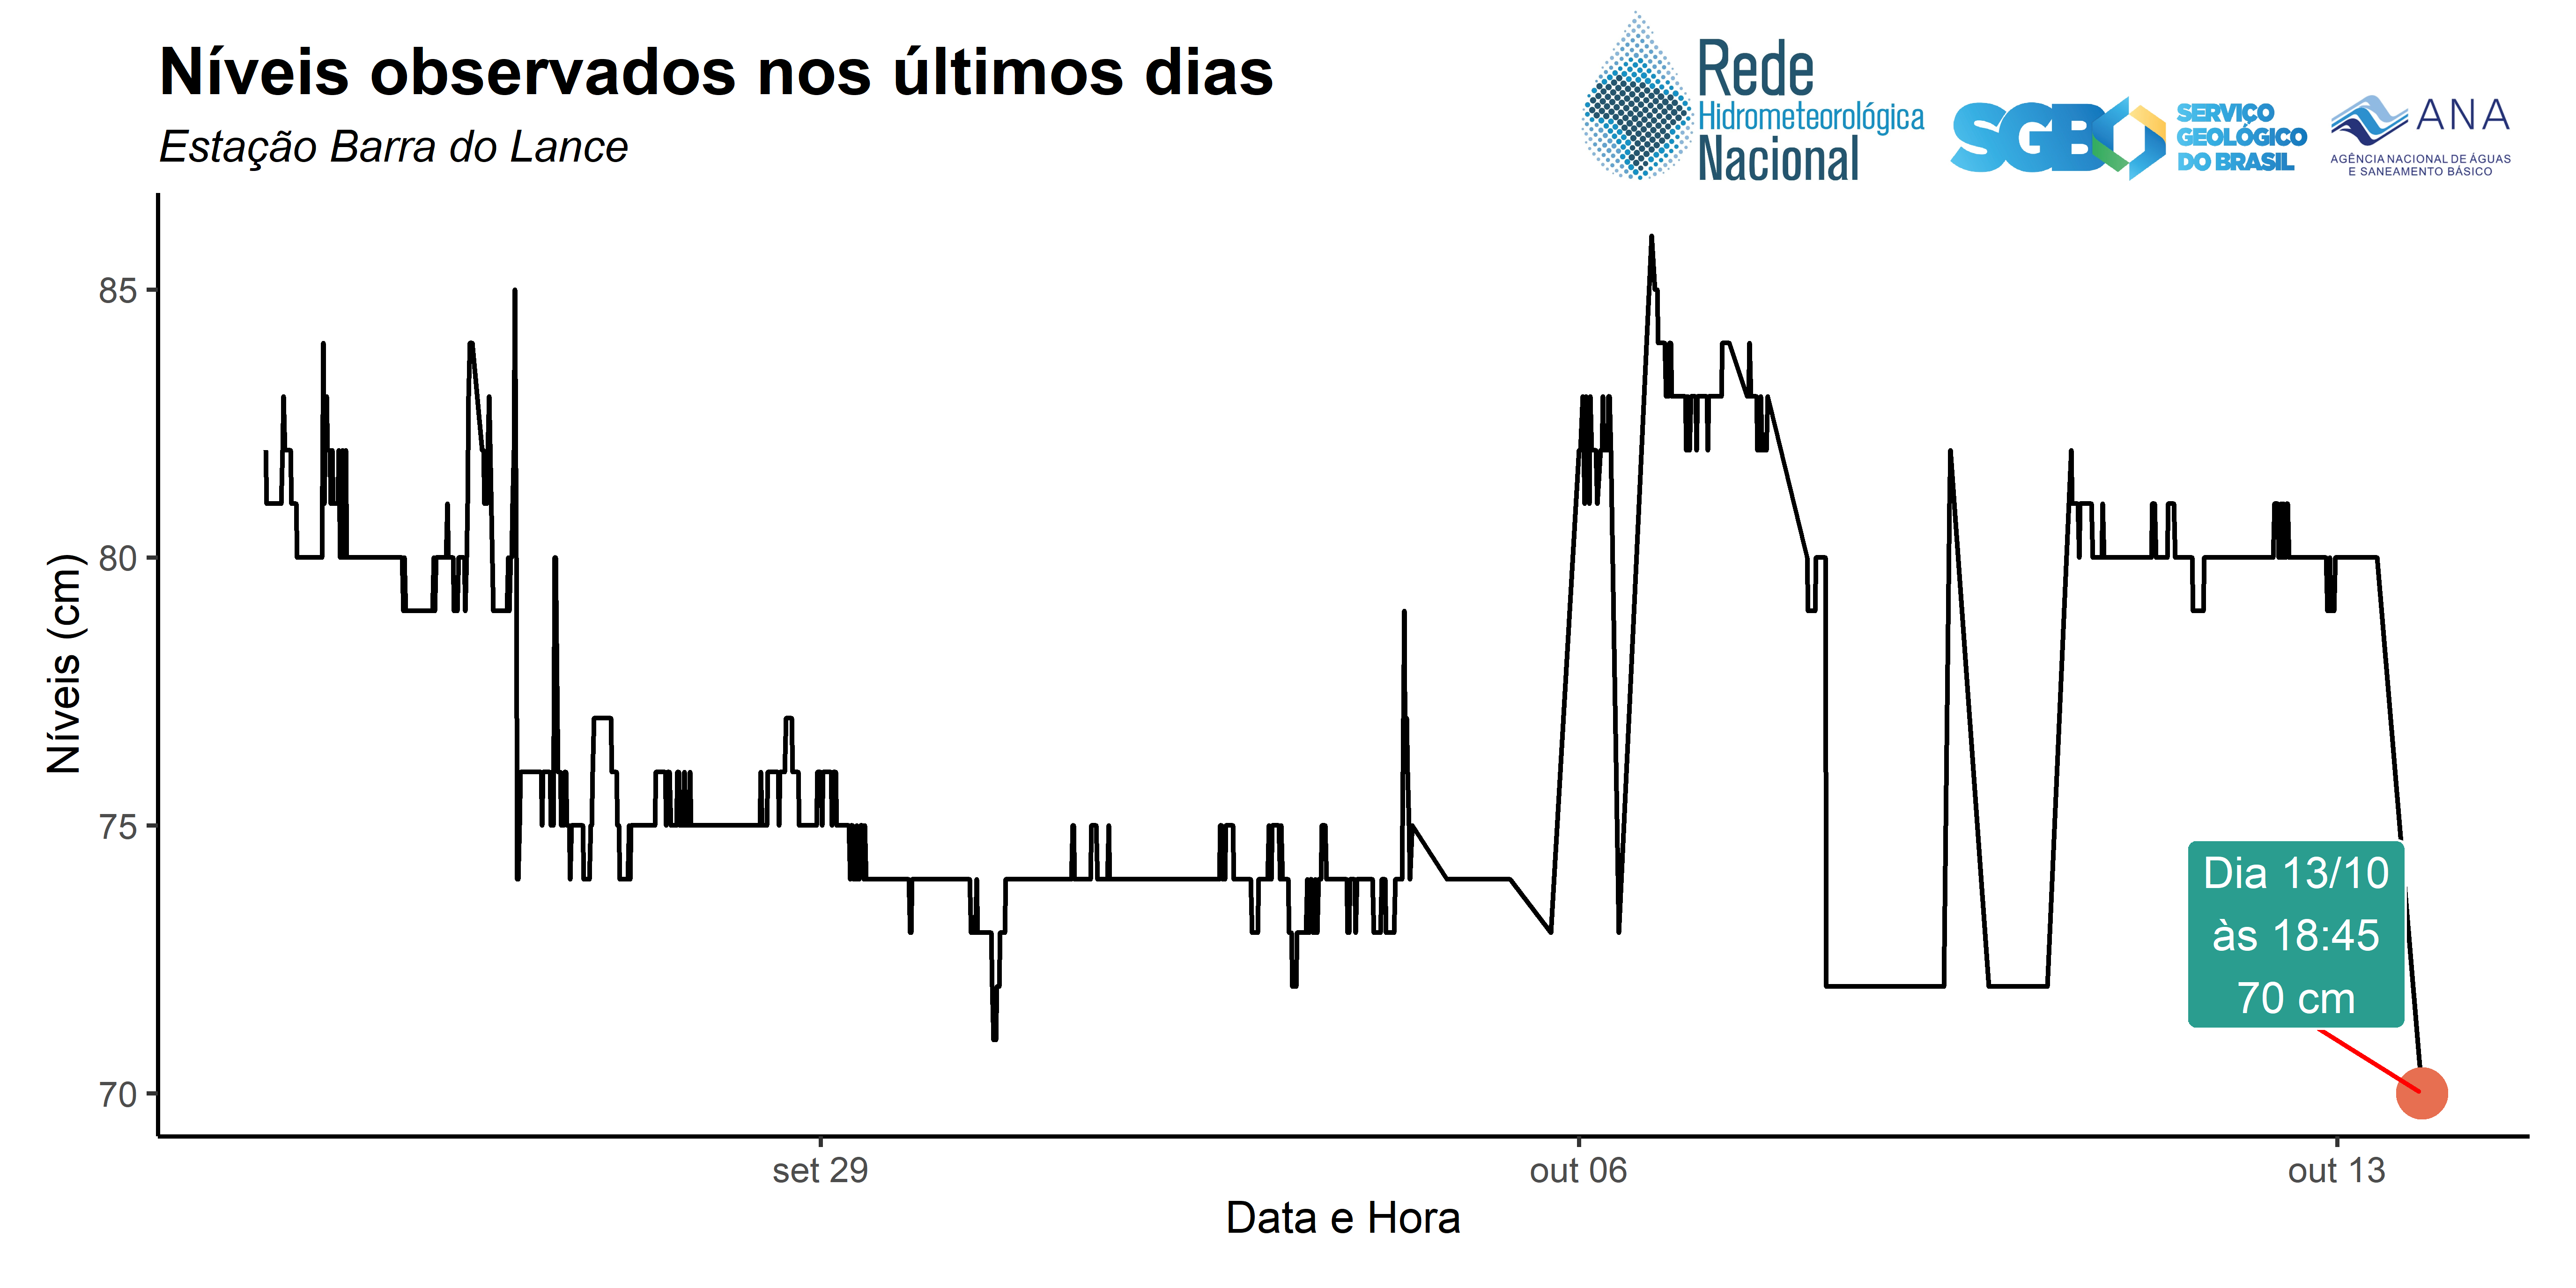 Níveis observados nos últimos dias
Estação Barra do Lance
Rede
Hidrometeorológica
Nacional
SGB
SERVIÇO
GEOLÓGICO
DO BRASIL
ANA
AGÊNCIA NACIONAL DE ÁGUAS
E SANEAMENTO BÁSICO
Níveis (cm)
85
80
75
70
Dia 13/10
às 18:45
70 cm
set 29
out 06
out 13
Data e Hora